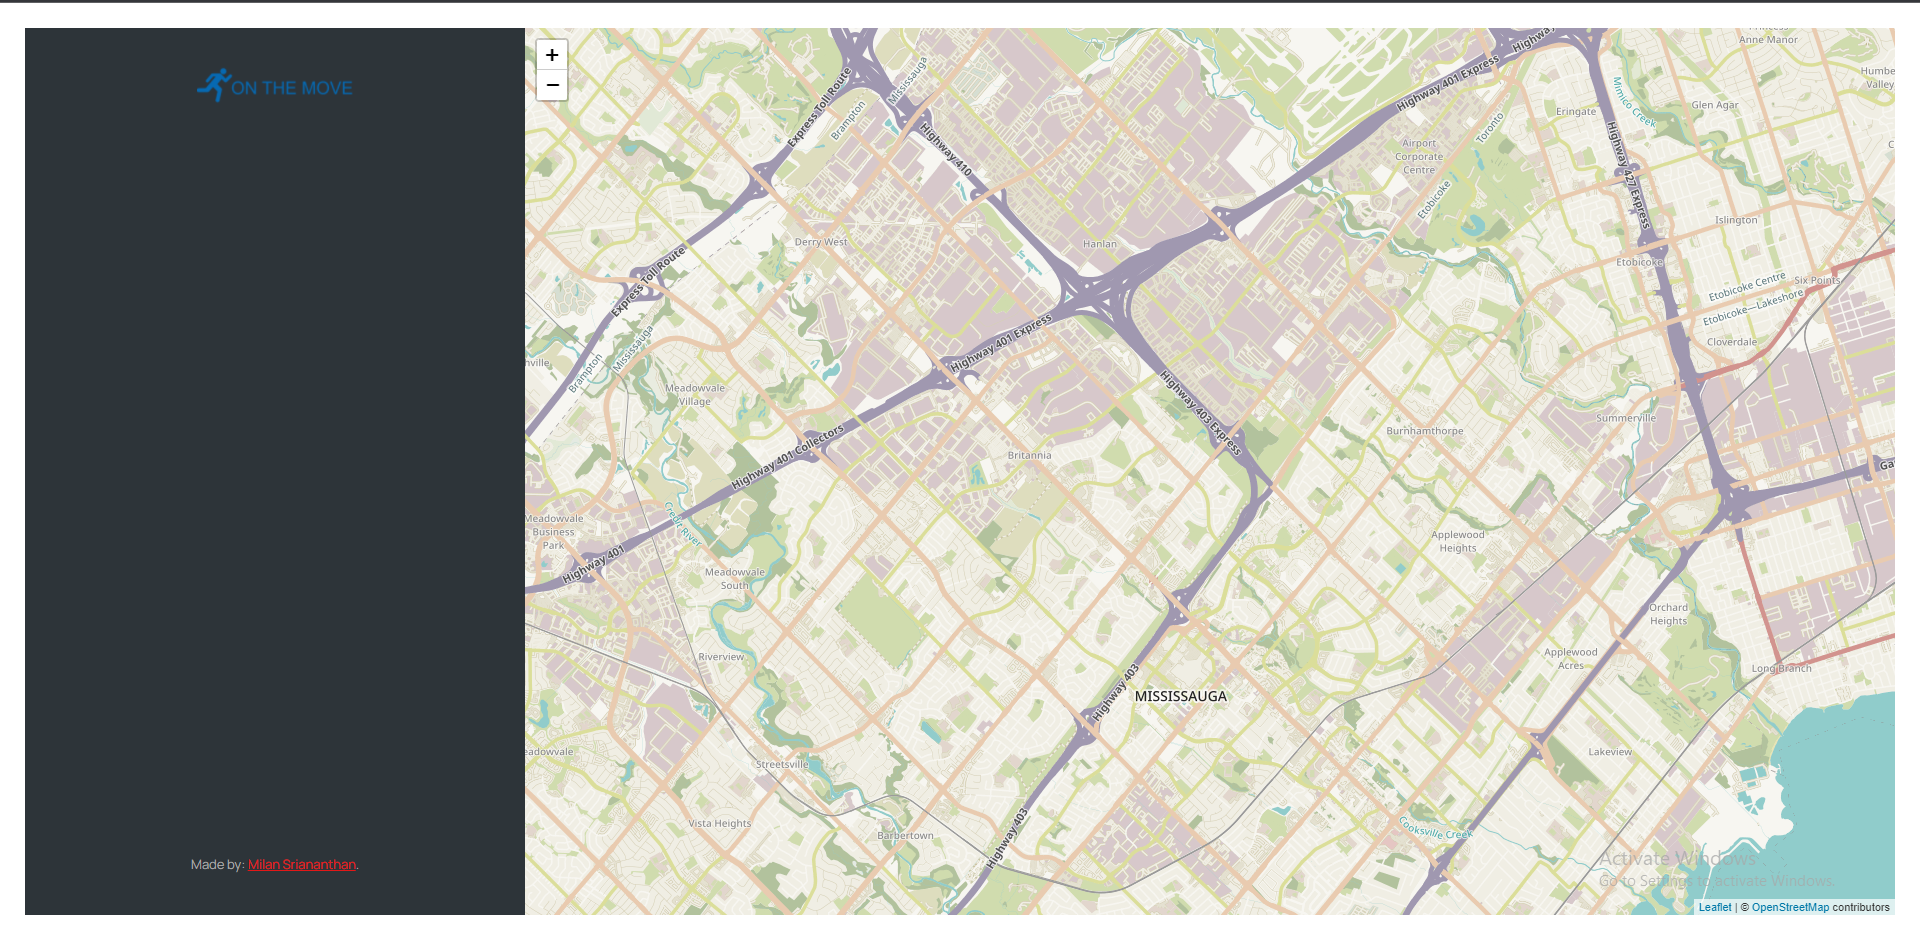 ON THE MOVE
Made by: Milan Sriananthan.
+
−
Express Toll Route
Brampton
Mississauga
Highway 410
Highway 401 Express
Anne Manor
Humbe
Valley
Mimico Creek
Glen Agar
Eringate
Toronto
Airport
Corporate
Centre
Highway 427 Express
Etobicoke
Islington
Derry West
Hanlan
Etobicoke
Express Toll Route
Etobicoke Centre
Six Points
Etobicoke—Lakeshore
Highway 401 Express
Cloverdale
Mississauga
Brampton
nville
Meadowvale
Village
Highway 403 Express
Summerville
Burnhamthorpe
Highway 401 Collectors
Britannia
Ga
Credit River
Meadowvale
Business
Park
Applewood
Heights
Highway 401
Meadowvale
South
Orchard
Heights
Riverview
Applewood
Acres
Long Branch
Highway 403
MISSISSAUGA
eadowvale
Streetsville
Lakeview
Vista Heights
Barbertown
Highway 403
Cooksville Creek
Activate Windows
Go to Settings to activate Windows.
Leaflet | © OpenStreetMap contributors